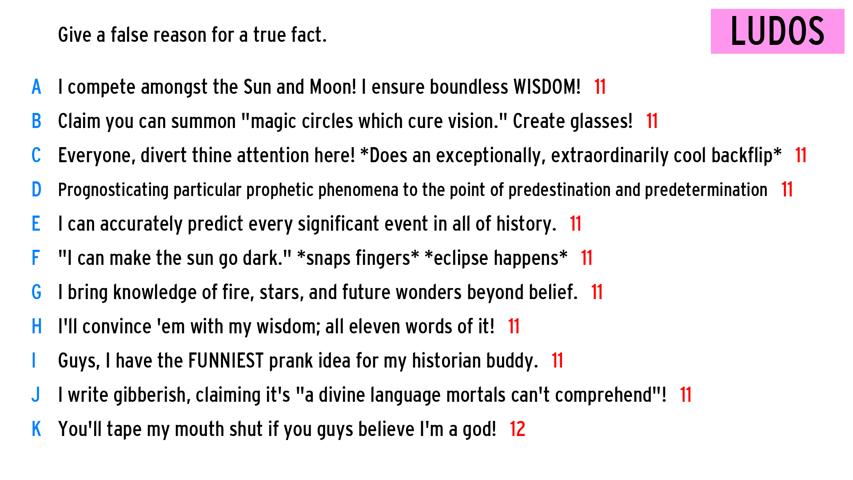 Give a false reason for a true fact.
LUDOS
A I compete amongst the Sun and Moon! I ensure boundless WISDOM! 11
B Claim you can summon "magic circles which cure vision." Create glasses! 11
C Everyone, divert thine attention here! *Does an exceptionally, extraordinarily cool backflip* 11
D Prognosticating particular prophetic phenomena to the point of predestination and predetermination 11
E I can accurately predict every significant event in all of history. 11
F "I can make the sun go dark." *snaps fingers* *eclipse happens* 11
G I bring knowledge of fire, stars, and future wonders beyond belief. 11
H I'll convince 'em with my wisdom; all eleven words of it! 11
I Guys, I have the FUNNIEST prank idea for my historian buddy. 11
J I write gibberish, claiming it's "a divine language mortals can't comprehend"! 11
K You'll tape my mouth shut if you guys believe I'm a god! 12